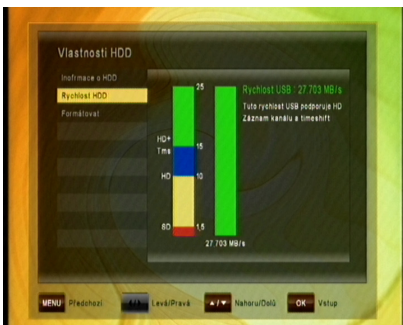 Vlastnosti HDD
Inofrmace o HDD
Rychlost HDD
Formátovat
25
HD+
Tms
15
HD
10
SD
1,5
27.703 MB/s
Rychlost USB : 27.703 MB/s
Tuto rychlost USB podporuje HD
Záznam kanálu a timeshift
MENU Předchozí
Levá/Pravá
▲/▼ Nahoru/Dolů
OK Vstup